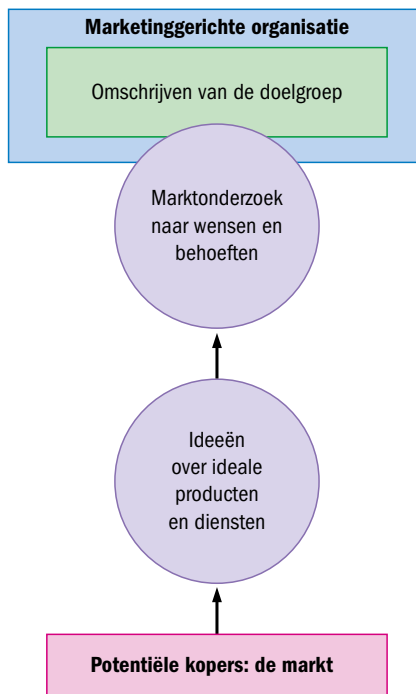 Marketinggerichte organisatie
Omschrijven van de doelgroep
Marktonderzoek
naar wensen en
behoeften
Ideeën
over ideale
producten
en diensten
Potentiële kopers: de markt